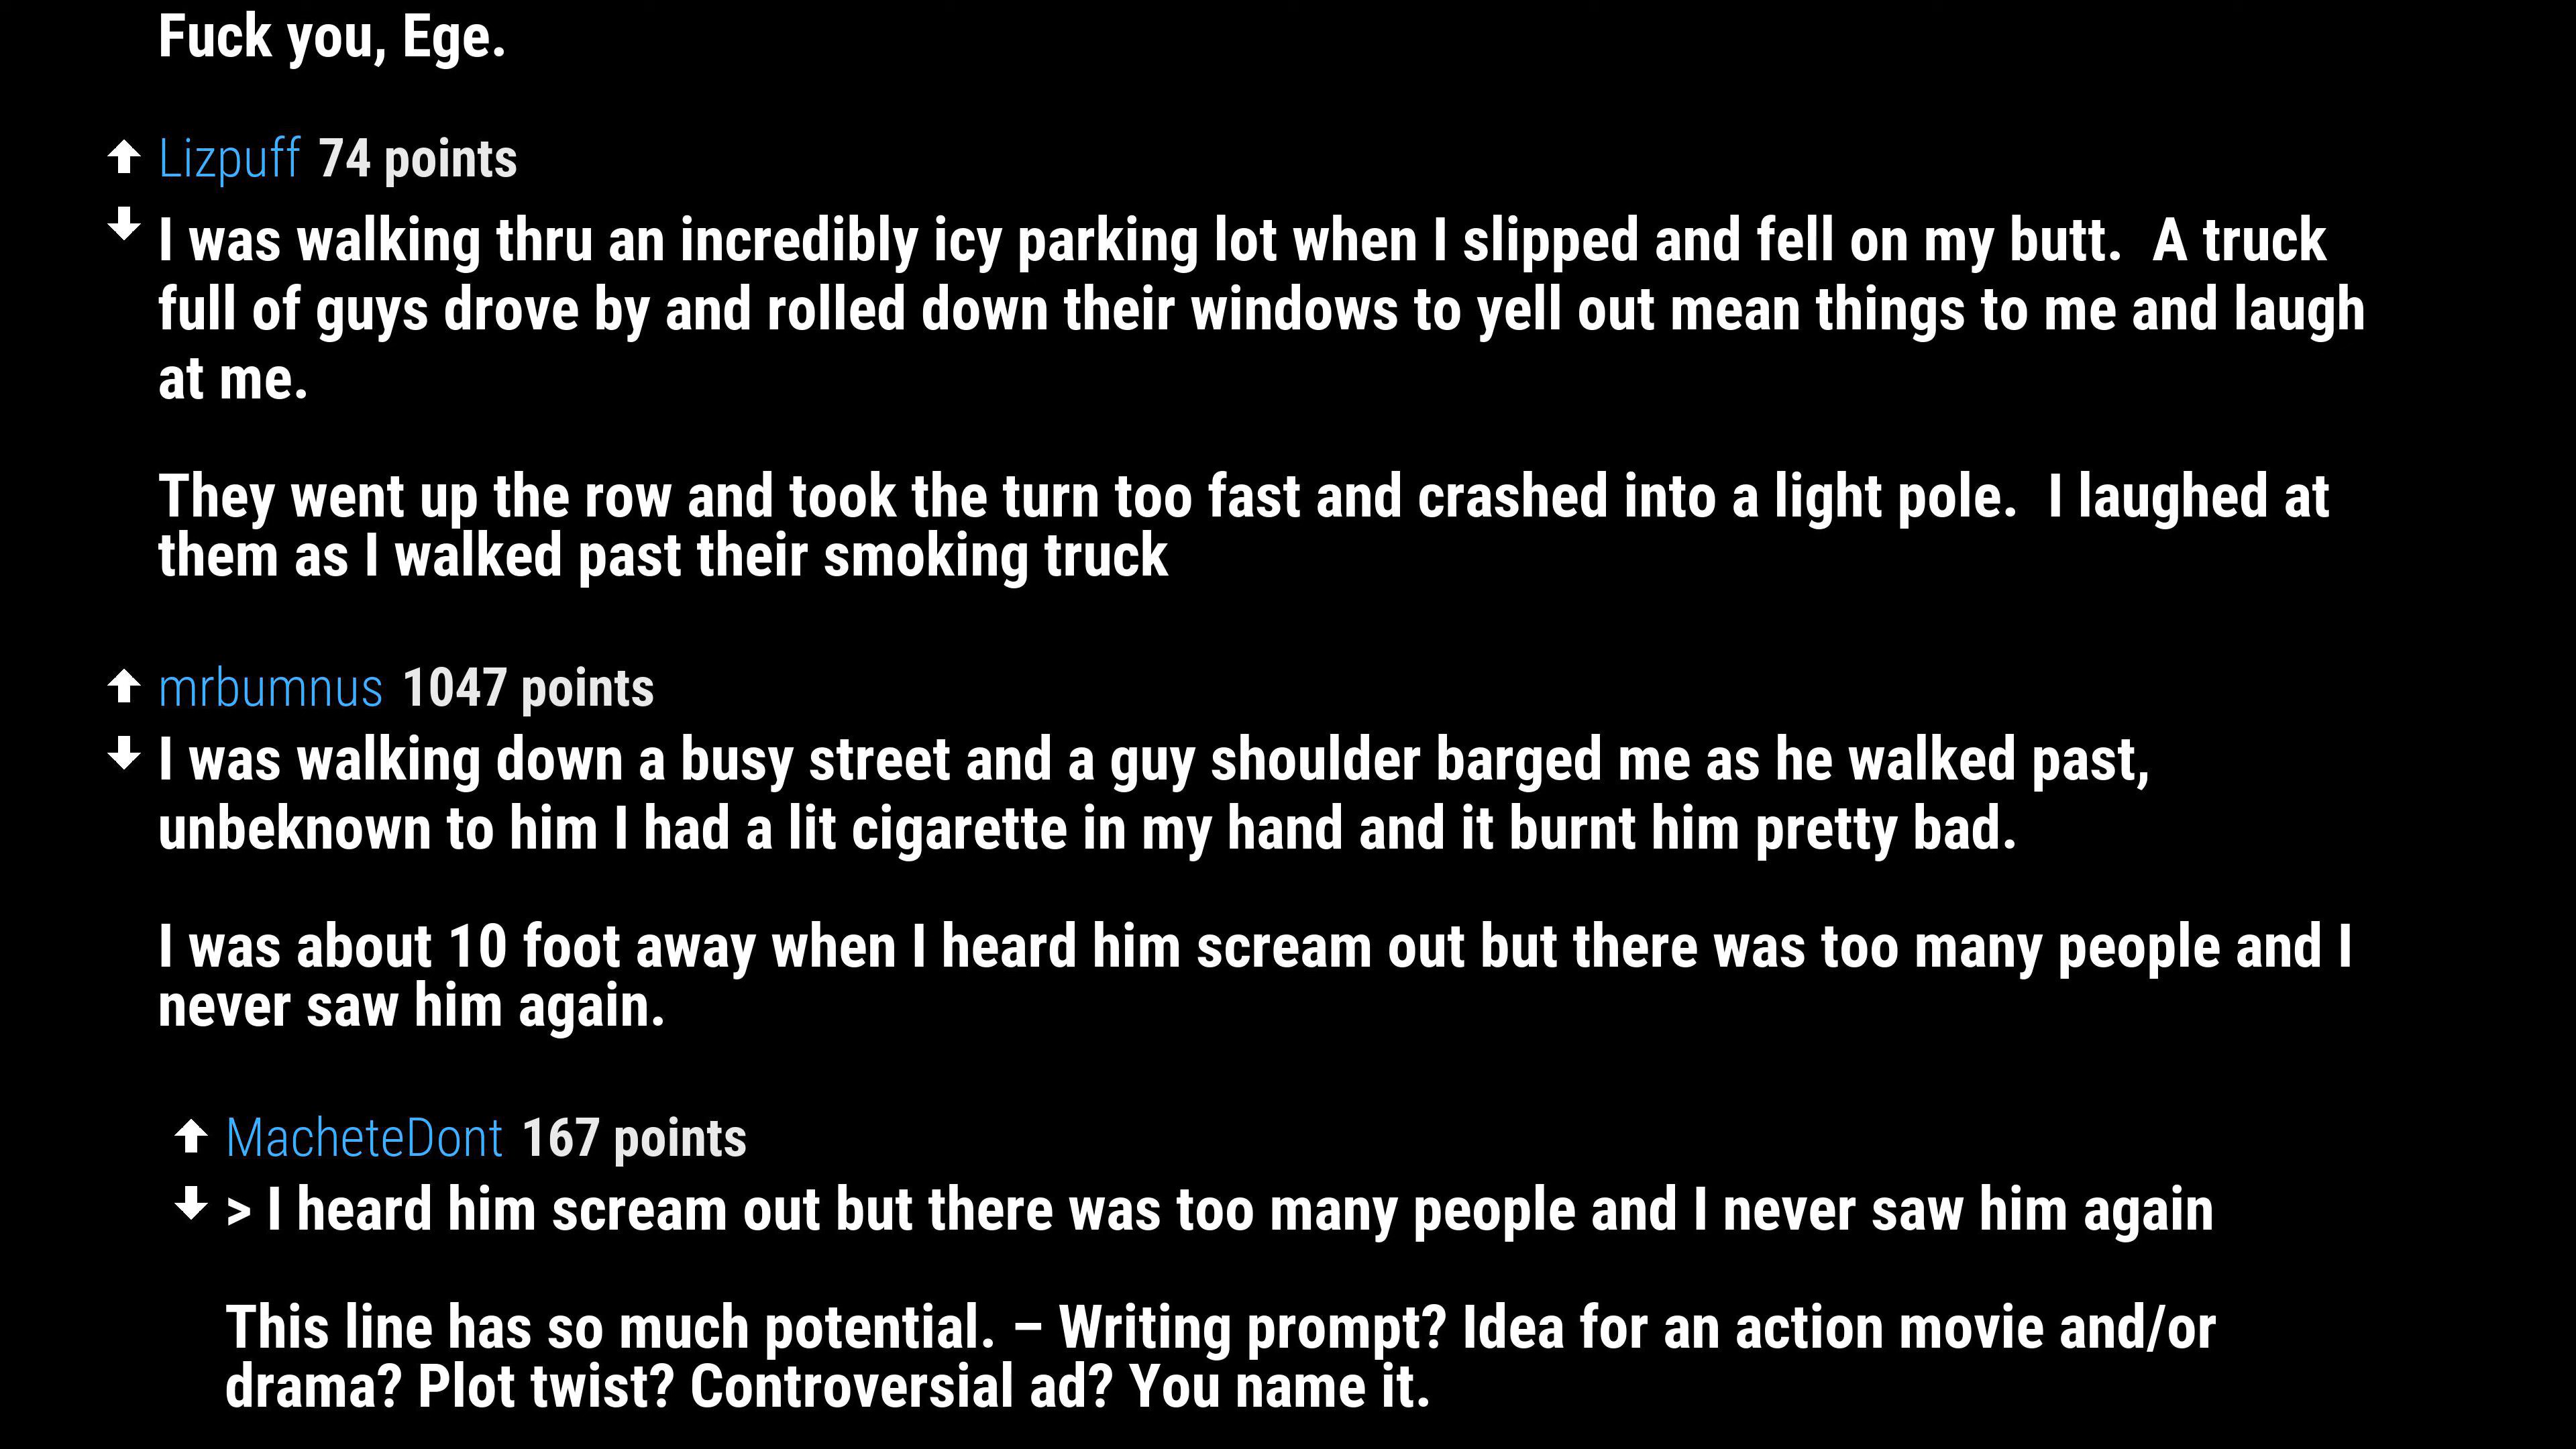 Fuck you, Ege.
Lizpuff 74 points
I was walking thru an incredibly icy parking lot when I slipped and fell on my butt.  A truck
full of guys drove by and rolled down their windows to yell out mean things to me and laugh
at me.
They went up the row and took the turn too fast and crashed into a light pole.  I laughed at
them as I walked past their smoking truck
mrbumnus 1047 points
I was walking down a busy street and a guy shoulder barged me as he walked past,
unbeknown to him I had a lit cigarette in my hand and it burnt him pretty bad.
I was about 10 foot away when I heard him scream out but there was too many people and I
never saw him again.
MacheteDont 167 points
> I heard him scream out but there was too many people and I never saw him again
This line has so much potential. – Writing prompt? Idea for an action movie and/or
drama? Plot twist? Controversial ad? You name it.